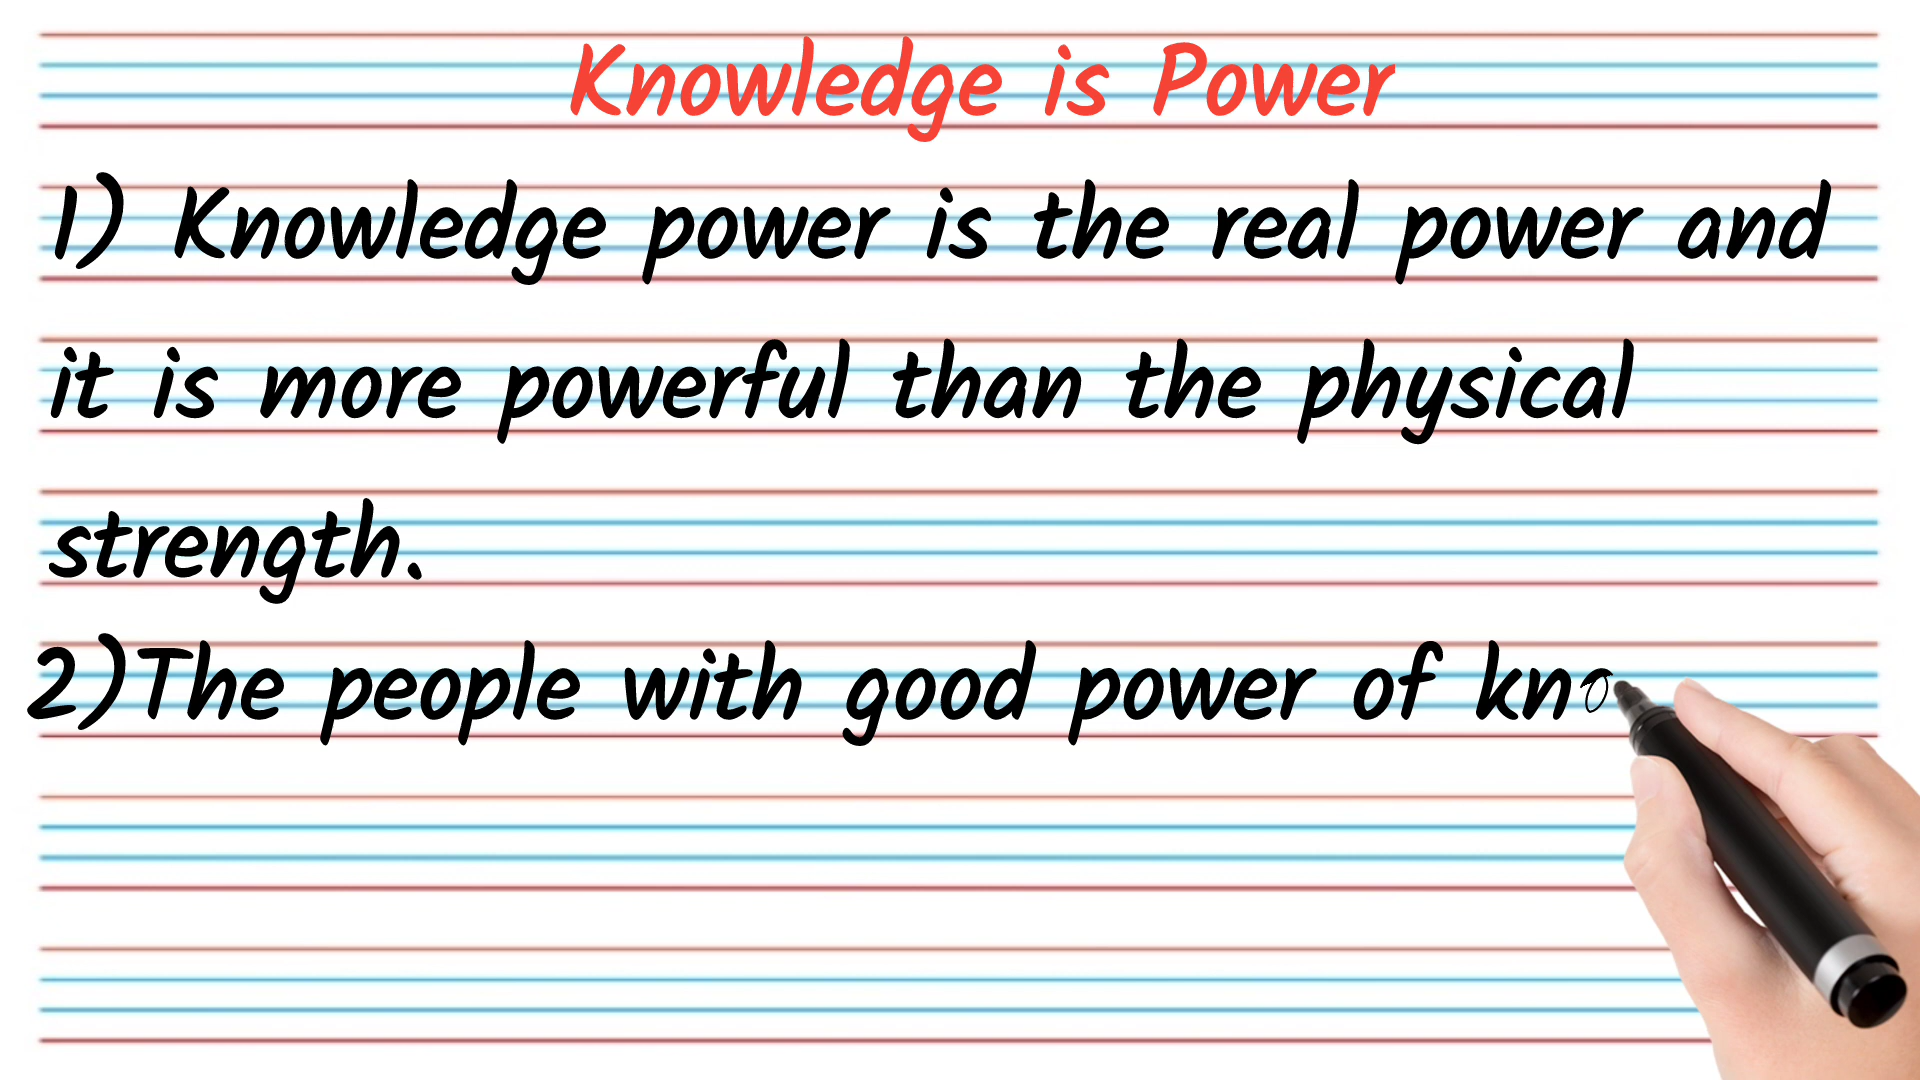 Knowledge is Power
1) Knowledge power is the real power and
it is more powerful than the physical
strength.
2)The people with good power of kno